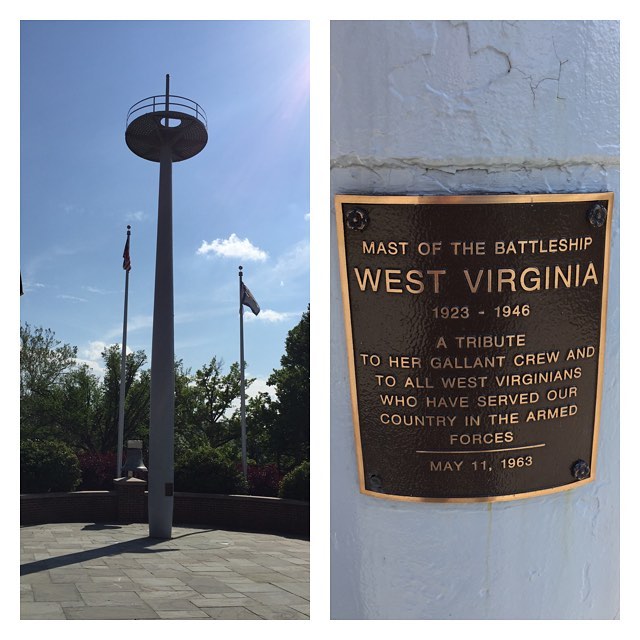 MAST OF THE BATTLESHIP
WEST VIRGINIA
1923 - 1946
A TRIBUTE
TO HER GALLANT CREW AND
TO ALL WEST VIRGINIANS
WHO HAVE SERVED OUR
COUNTRY IN THE ARMED
FORCES
MAY 11, 1963